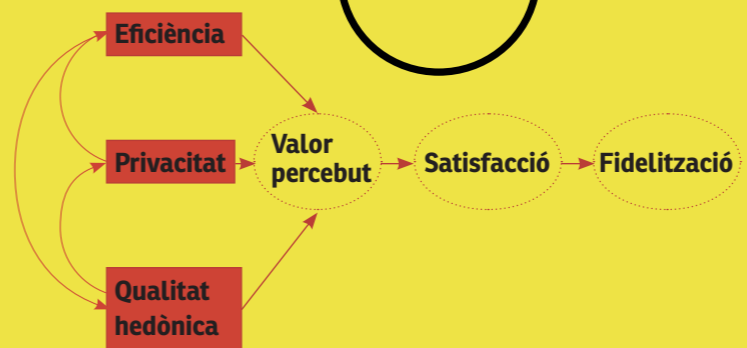 Eficiència
Privacitat
Qualitat
hedònica
Valor
percebut
Satisfacció
Fidelització